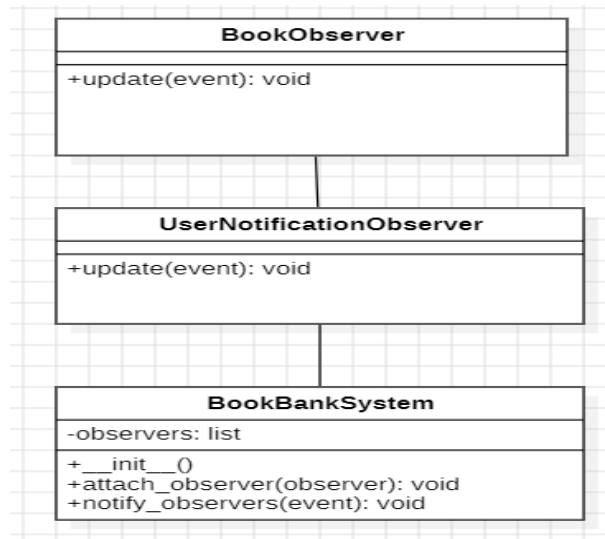 BookObserver
+update(event): void
UserNotificationObserver
+update(event): void
BookBankSystem
-observers: list
+__init__()
+attach_observer(observer): void
+notify_observers(event): void